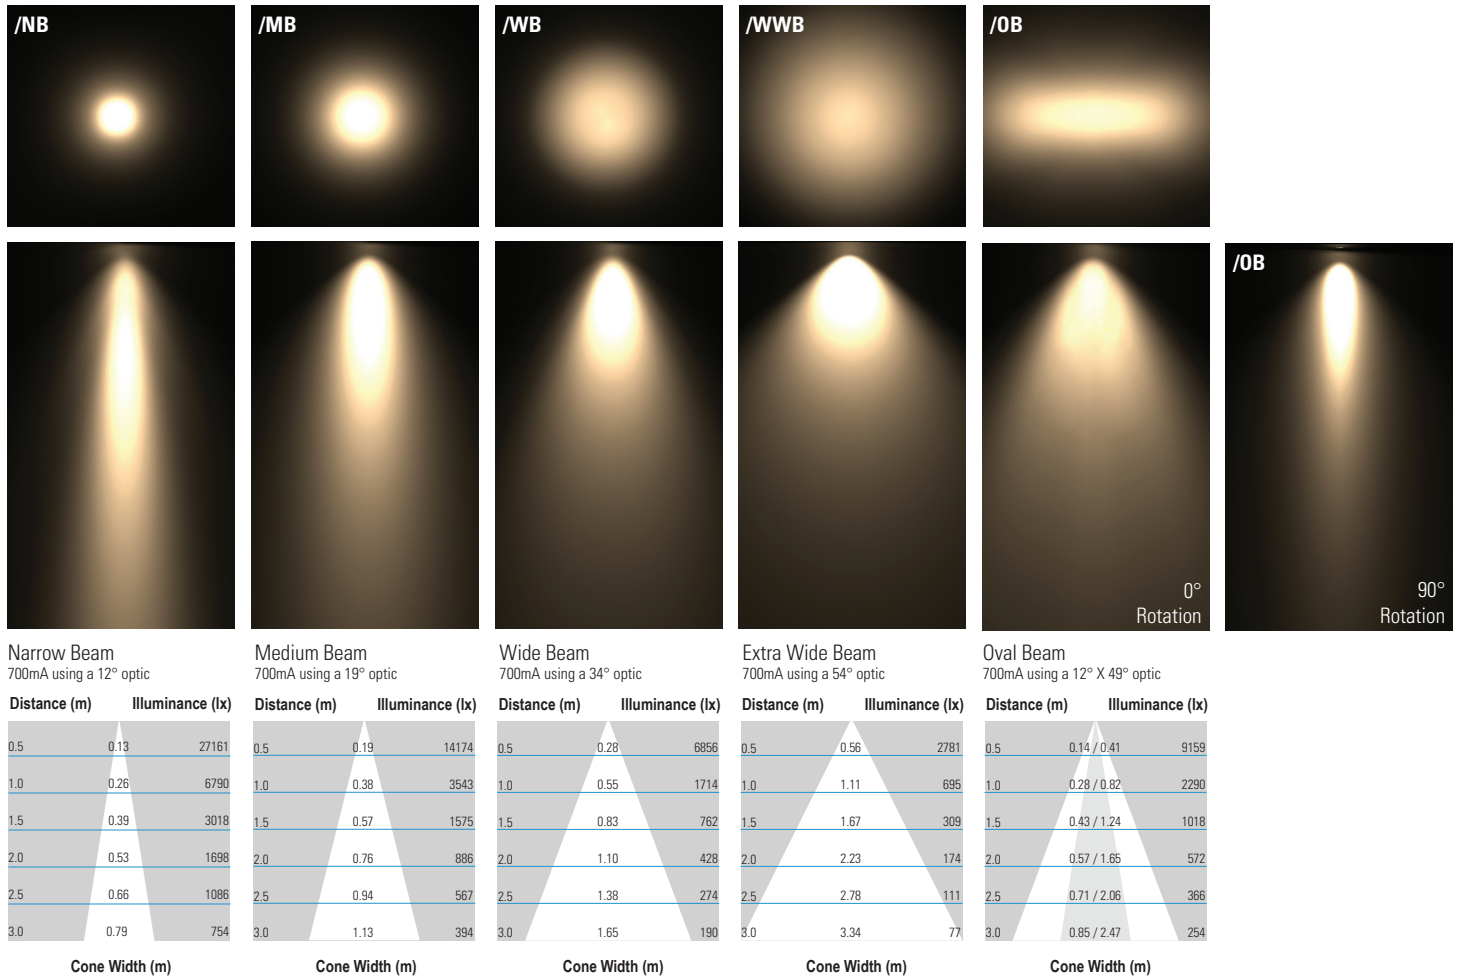 /NB
/MB
/WB
/WWB
/OB
/OB
0°
Rotation
90°
Rotation
Narrow Beam
700mA using a 12° optic
Distance (m) Illuminance (lx)
0.5 0.13 27161
1.0 0.26 6790
1.5 0.39 3018
2.0 0.53 1698
2.5 0.66 1086
3.0 0.79 754
Cone Width (m)
Medium Beam
700mA using a 19° optic
Distance (m) Illuminance (lx)
0.5 0.19 14174
1.0 0.38 3543
1.5 0.57 1575
2.0 0.76 886
2.5 0.94 567
3.0 1.13 394
Cone Width (m)
Wide Beam
700mA using a 34° optic
Distance (m) Illuminance (lx)
0.5 0.28 6856
1.0 0.55 1714
1.5 0.83 762
2.0 1.10 428
2.5 1.38 274
3.0 1.65 190
Cone Width (m)
Extra Wide Beam
700mA using a 54° optic
Distance (m) Illuminance (lx)
0.5 0.56 2781
1.0 1.11 695
1.5 1.67 309
2.0 2.23 174
2.5 2.78 111
3.0 3.34 77
Cone Width (m)
Oval Beam
700mA using a 12° X 49° optic
Distance (m) Illuminance (lx)
0.5 0.14 / 0.41 9159
1.0 0.28 / 0.82 2290
1.5 0.43 / 1.24 1018
2.0 0.57 / 1.65 572
2.5 0.71 / 2.06 366
3.0 0.85 / 2.47 254
Cone Width (m)